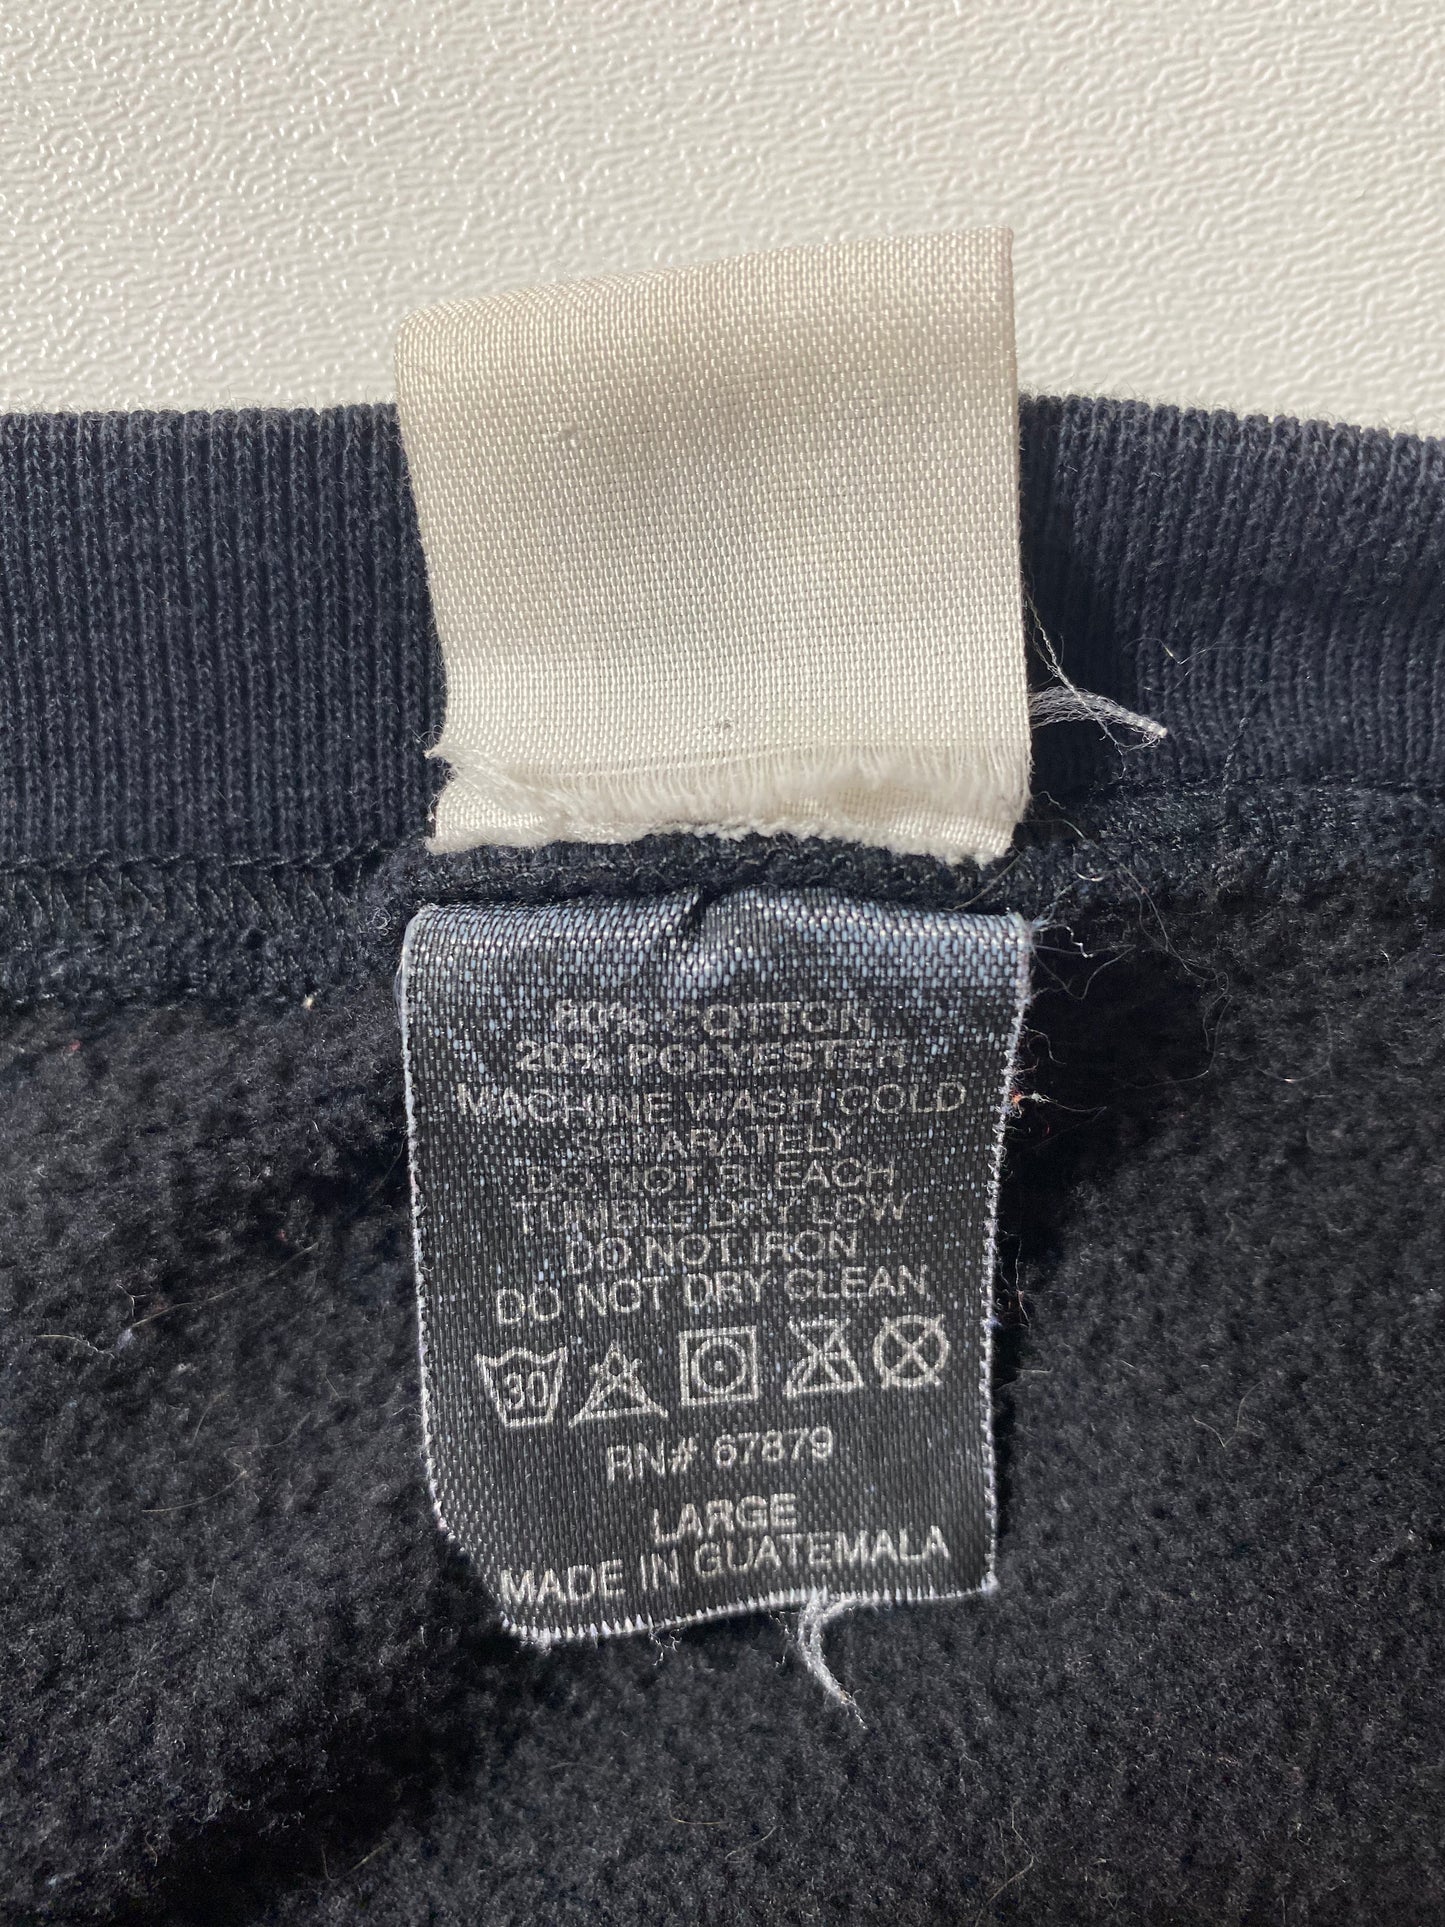 80% COTTON
20% POLYESTER
MACHINE WASH COLD
SEPARATELY
DO NOT BLEACH
TUMBLE DRY LOW
DO NOT IRON
DO NOT DRY CLEAN
30
RN# 67879
LARGE
MADE IN GUATEMALA